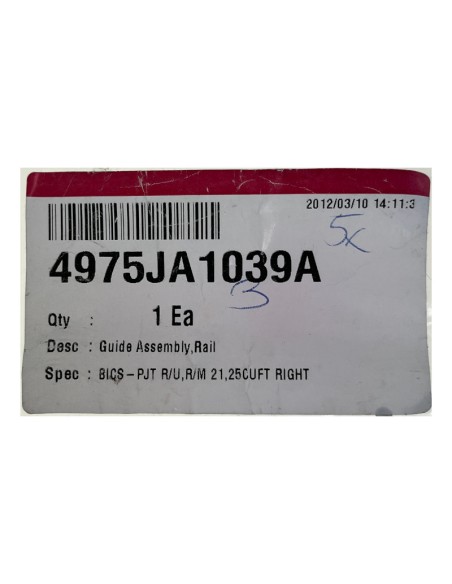 2012/03/10 14:11:3
5x
4975JA1039A
3
Qty : 1 Ea
Desc : Guide Assembly,Rail
Spec : BICS-PJT R/U,R/M 21,25CUFT RIGHT